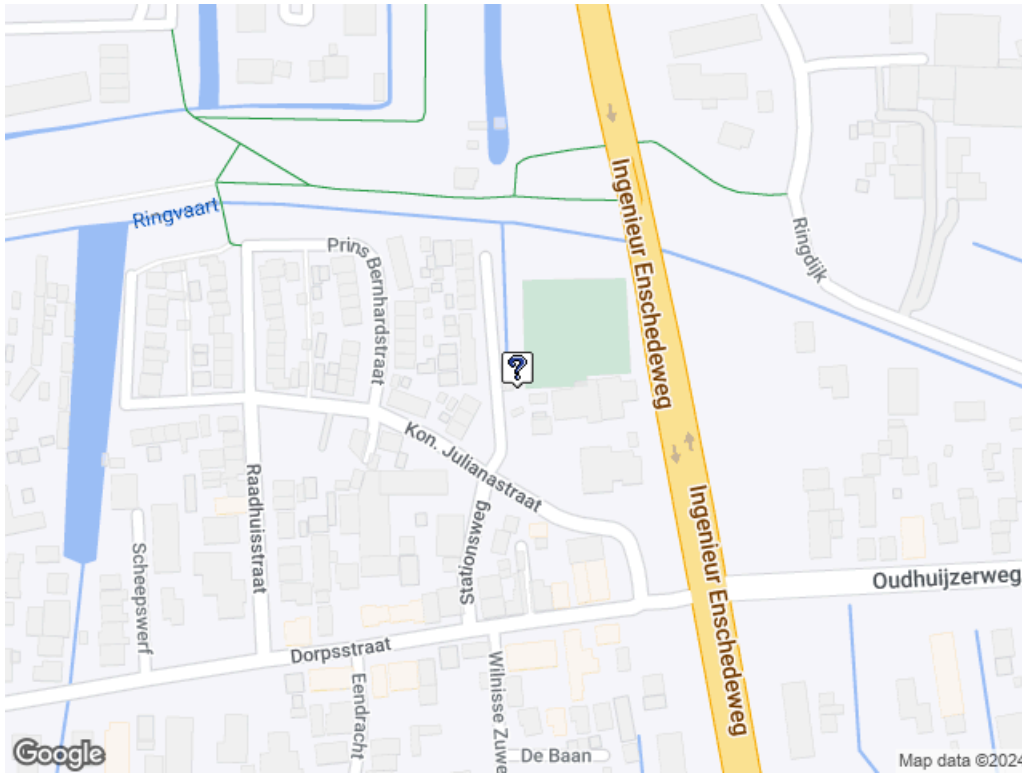 Ingenieur Enschedeweg
Ringvaart
Ringdijk
Prins Bernhardstraat
?
Kon. Julianastraat
Raadhuisstraat
Stationsweg
Ingenieur Enschedeweg
Scheepswerf
Oudhuijzerweg
Dorpsstraat
Eendracht
Wilnisse Zuwe
De Baan
Google
Map data ©2024